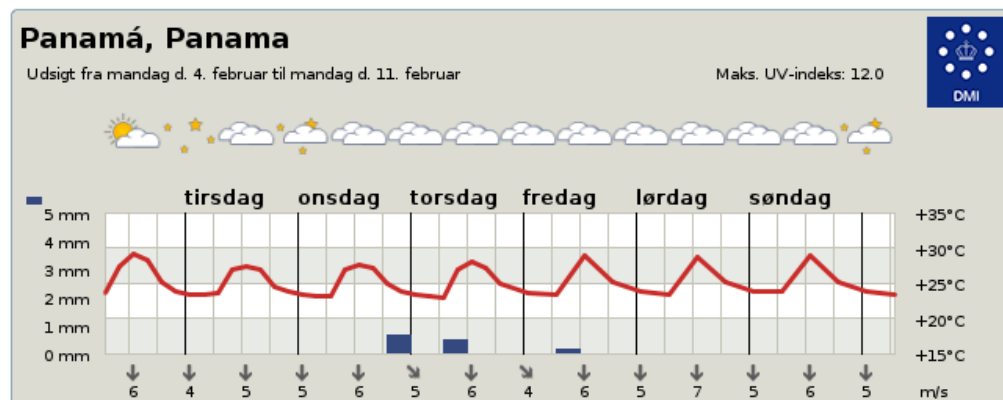 Panamá, Panama
Udsigt fra mandag d. 4. februar til mandag d. 11. februar
Maks. UV-indeks: 12.0
DMI
tirsdag onsdag torsdag fredag lørdag søndag
5 mm +35°C
4 mm +30°C
3 mm +25°C
2 mm +20°C
1 mm +15°C
0 mm
6 4 5 5 6 5 6 4 6 5 7 5 6 5 m/s